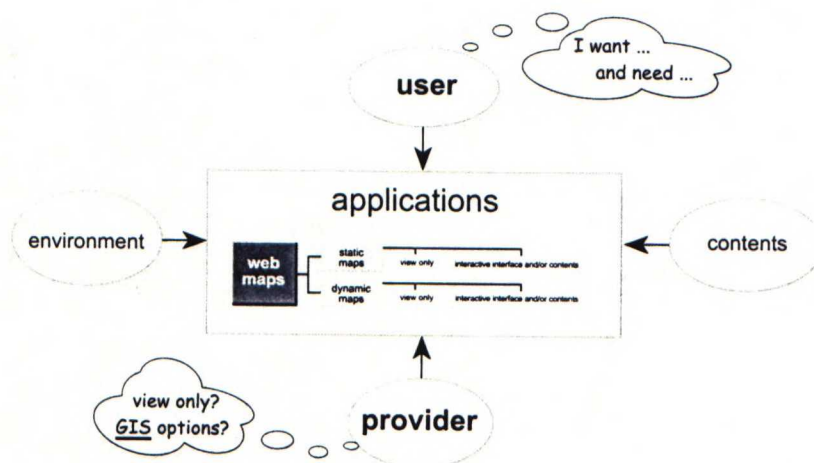 I want ...
and need ...
user
applications
environment
contents
web
maps
static
maps
view only
interactive interface and/or contents
dynamic
maps
view only
interactive interface and/or contents
view only?
GIS options?
provider